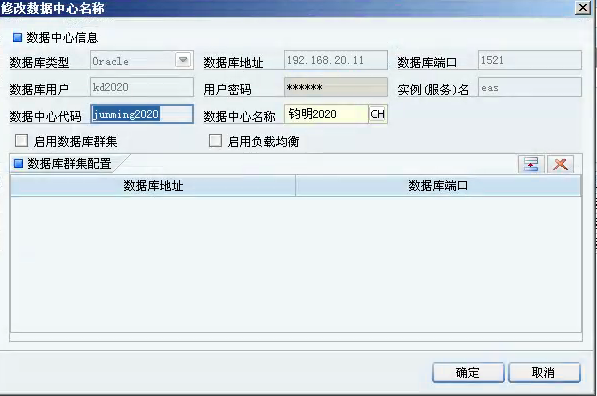 修改数据中心名称
数据中心信息
数据库类型 Oracle 数据库地址 192.168.20.11 数据库端口 1521
数据库用户 kd2020 用户密码 ****** 实例(服务)名 eas
数据中心代码 junming2020 数据中心名称 钧明2020 CH
启用数据库群集 启用负载均衡
数据库群集配置
数据库地址 数据库端口
确定 取消